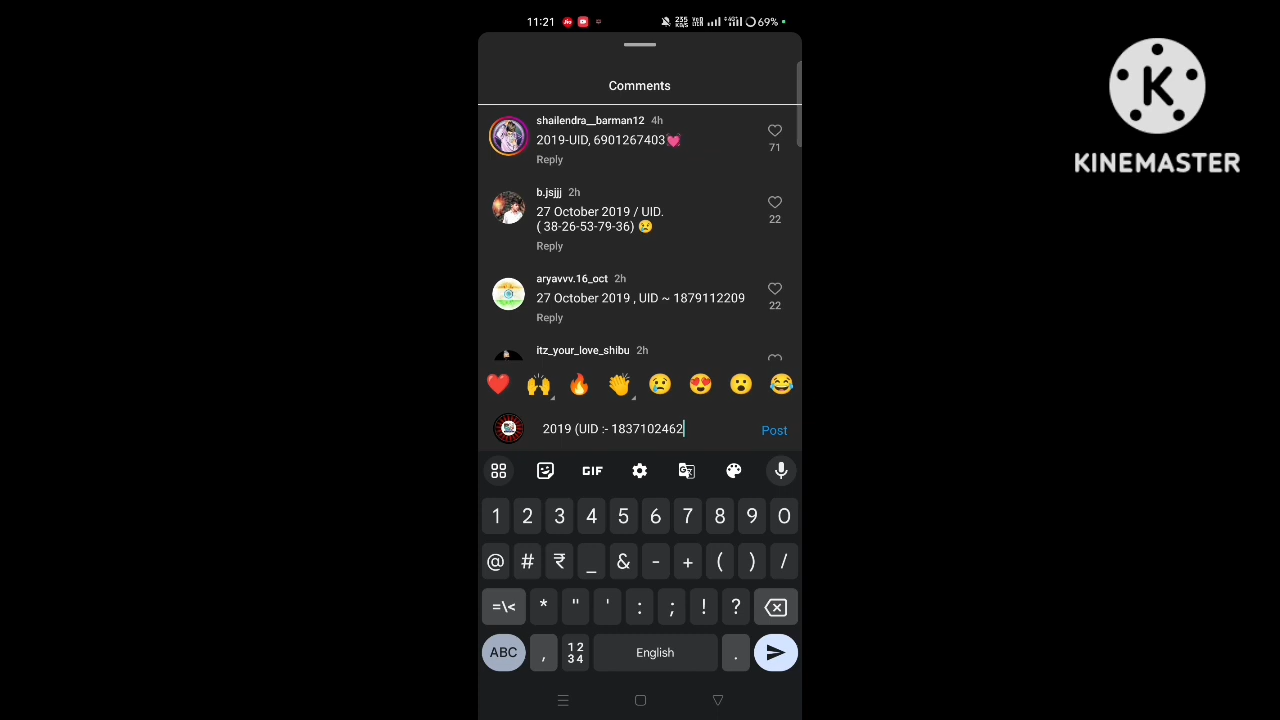 11:21
69%
Comments
shailendra__barman12 4h
2019-UID, 6901267403💓
71
Reply
b.jsjjj 2h
27 October 2019 / UID.
( 38-26-53-79-36) 😢
22
Reply
aryavvv.16_oct 2h
27 October 2019 , UID ~ 1879112209
22
Reply
itz_your_love_shibu 2h
2019 (UID :- 1837102462
Post
GIF
1 2 3 4 5 6 7 8 9 0
@ # ₹ _ & - + ( ) /
=\< * " ' : ; ! ?
ABC , 12 34 English .
K
KINEMASTER